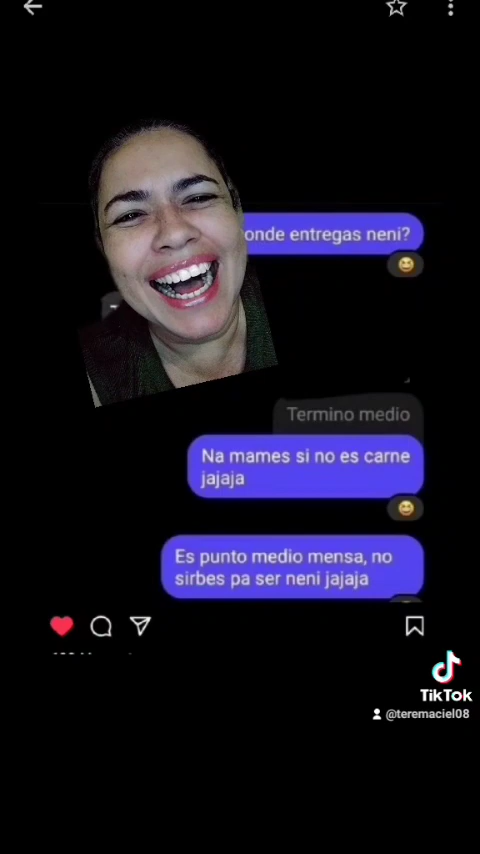 onde entregas neni?
Termino medio
Na mames si no es carne
jajaja
Es punto medio mensa, no
sirbes pa ser neni jajaja
TikTok
@teremaciel08